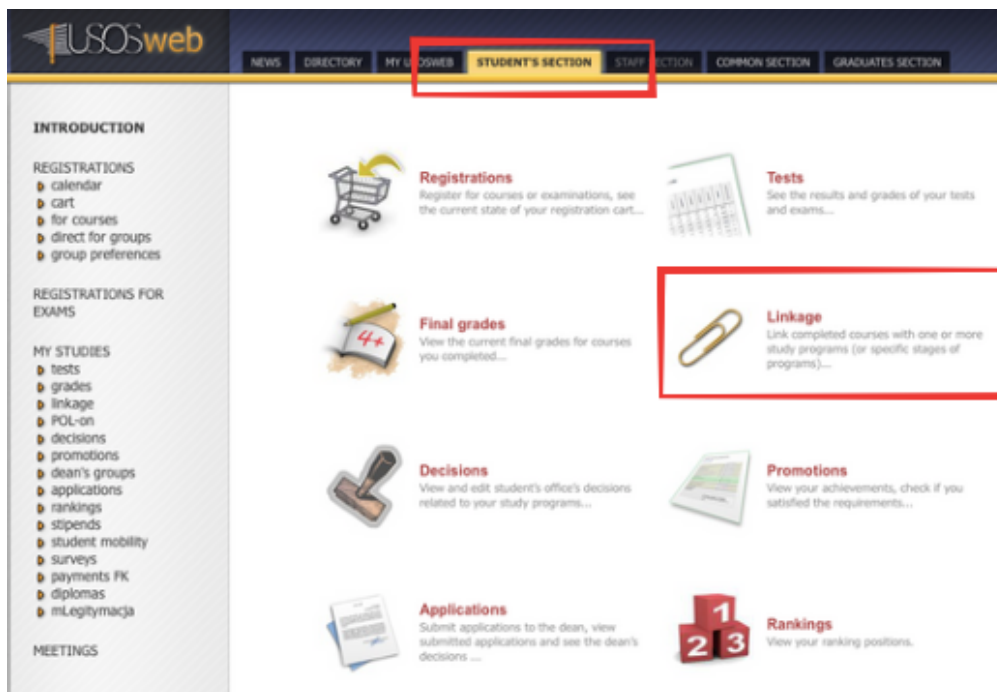 USOSweb
NEWS DIRECTORY MY USOSWEB STUDENT'S SECTION STAFF SECTION COMMON SECTION GRADUATES SECTION
INTRODUCTION
REGISTRATIONS
calendar
cart
for courses
direct for groups
group preferences
REGISTRATIONS FOR
EXAMS
MY STUDIES
tests
grades
linkage
POL-on
decisions
promotions
dean's groups
applications
rankings
stipends
student mobility
surveys
payments FK
diplomas
mLegitymacja
MEETINGS
Registrations
Register for courses or examinations, see
the current state of your registration cart...
Tests
See the results and grades of your tests
and exams...
4+
Final grades
View the current final grades for courses
you completed...
Linkage
Link completed courses with one or more
study programs (or specific stages of
programs)...
Decisions
View and edit student's office's decisions
related to your study programs...
Promotions
View your achievements, check if you
satisfied the requirements...
Applications
Submit applications to the dean, view
submitted applications and see the dean's
decisions ...
1
2 3
Rankings
View your ranking positions.